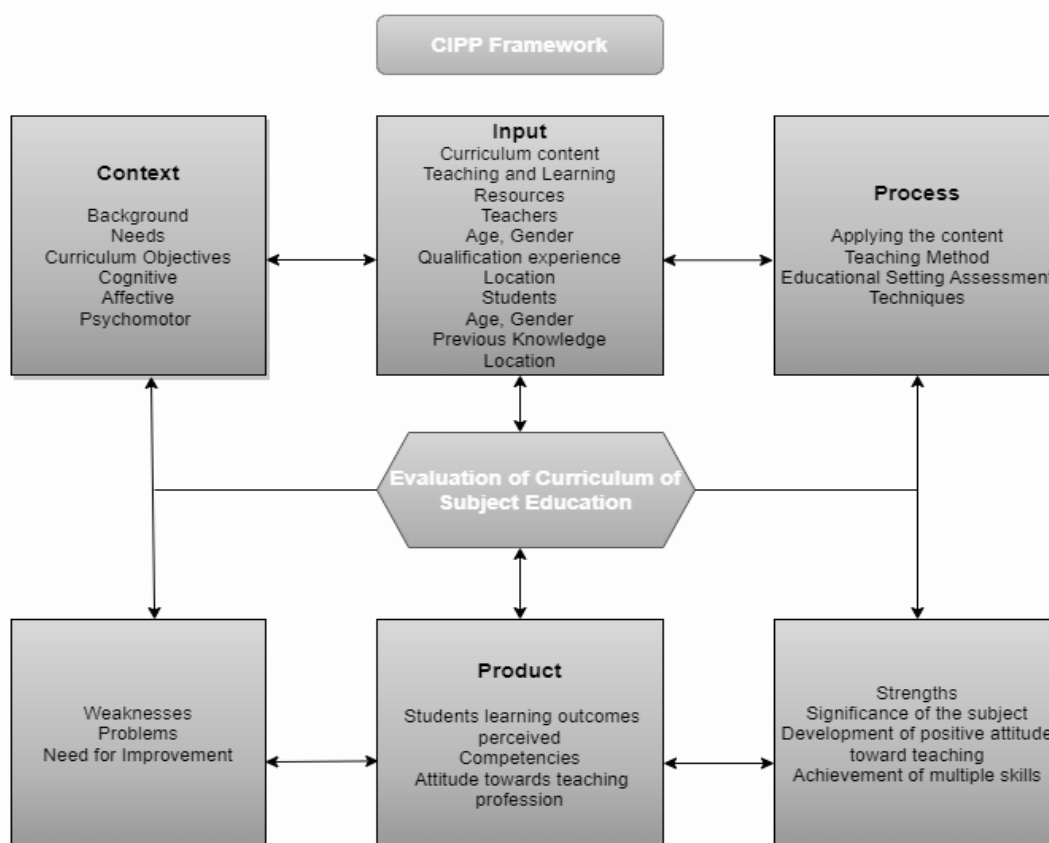 CIPP Framework
Context
Background
Needs
Curriculum Objectives
Cognitive
Affective
Psychomotor
Input
Curriculum content
Teaching and Learning
Resources
Teachers
Age, Gender
Qualification experience
Location
Students
Age, Gender
Previous Knowledge
Location
Process
Applying the content
Teaching Method
Educational Setting Assessment
Techniques
Evaluation of Curriculum of
Subject Education
Weaknesses
Problems
Need for Improvement
Product
Students learning outcomes
perceived
Competencies
Attitude towards teaching
profession
Strengths
Significance of the subject
Development of positive attitude
toward teaching
Achievement of multiple skills